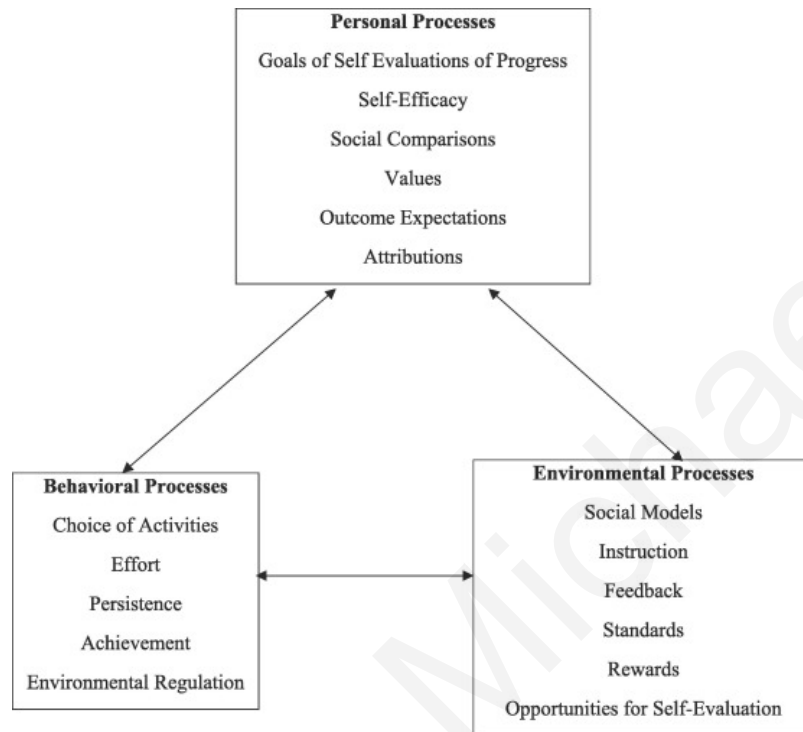 Personal Processes
Goals of Self Evaluations of Progress
Self-Efficacy
Social Comparisons
Values
Outcome Expectations
Attributions
Behavioral Processes
Choice of Activities
Effort
Persistence
Achievement
Environmental Regulation
Environmental Processes
Social Models
Instruction
Feedback
Standards
Rewards
Opportunities for Self-Evaluation
Michae